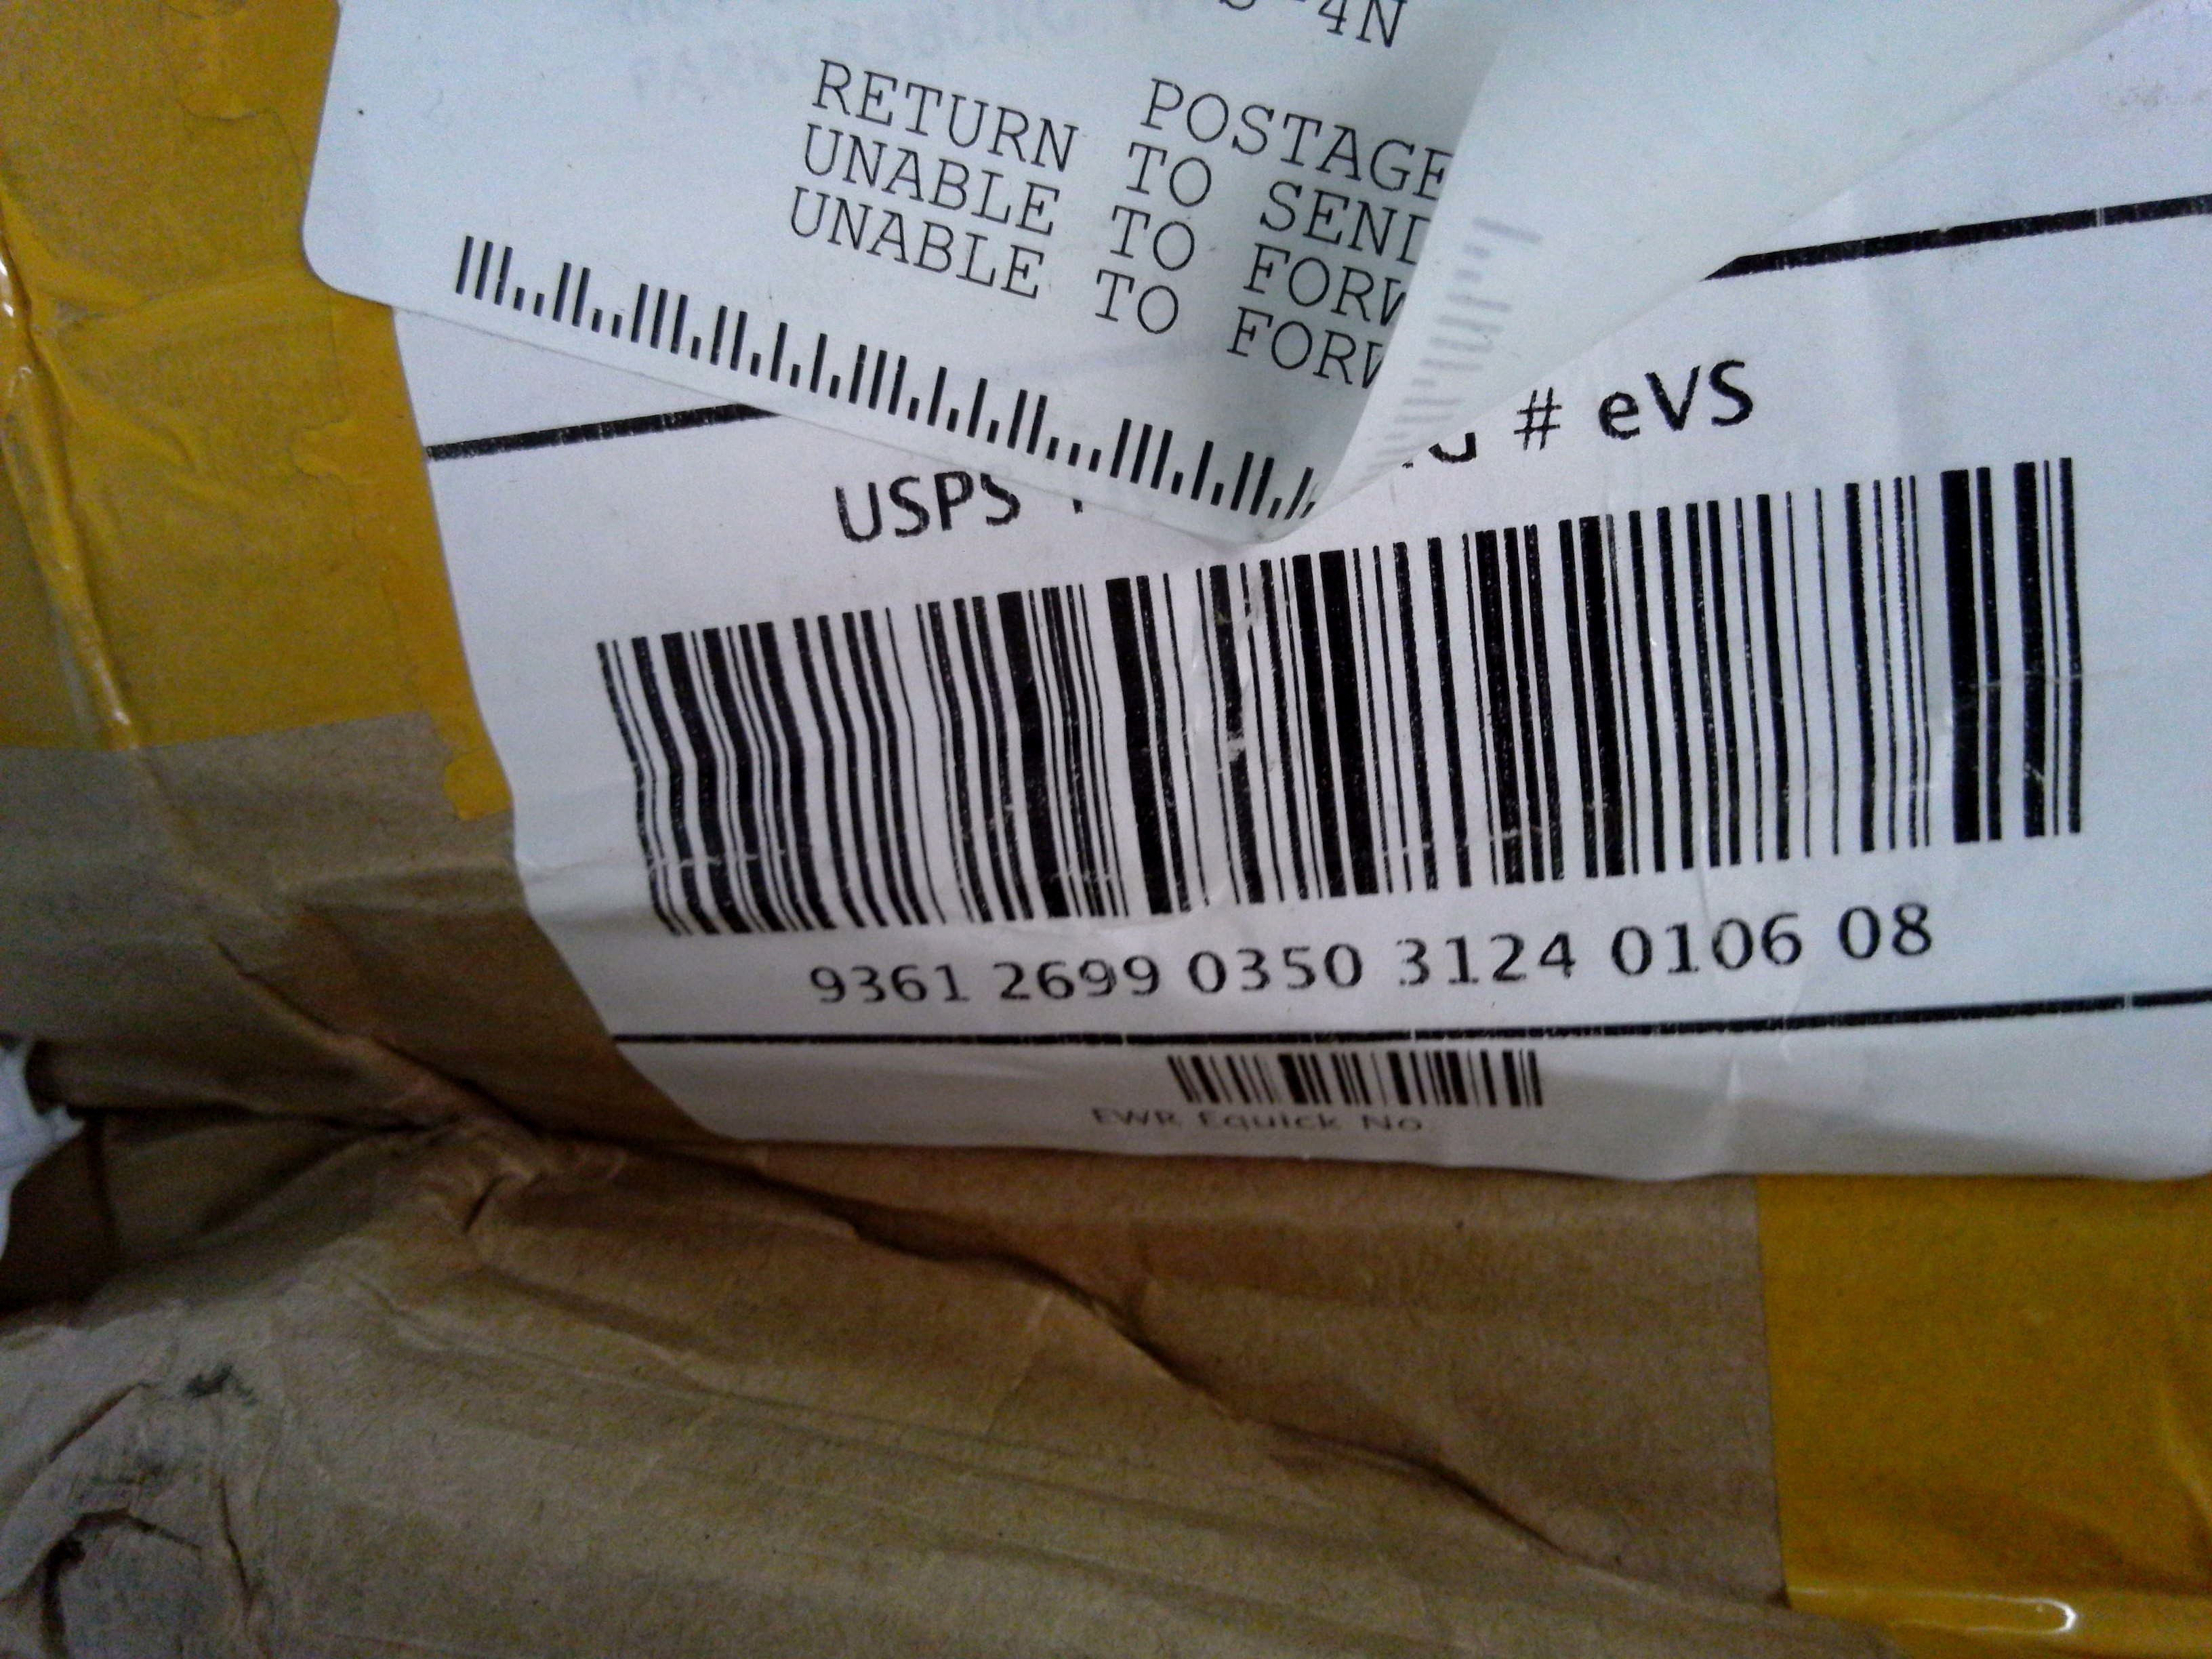 -4N
POSTAGE
RETURN TO SEND
UNABLE TO FORW
UNABLE TO FORW
USPS # eVS
9361 2699 0350 3124 0106 08
EWR Equick No